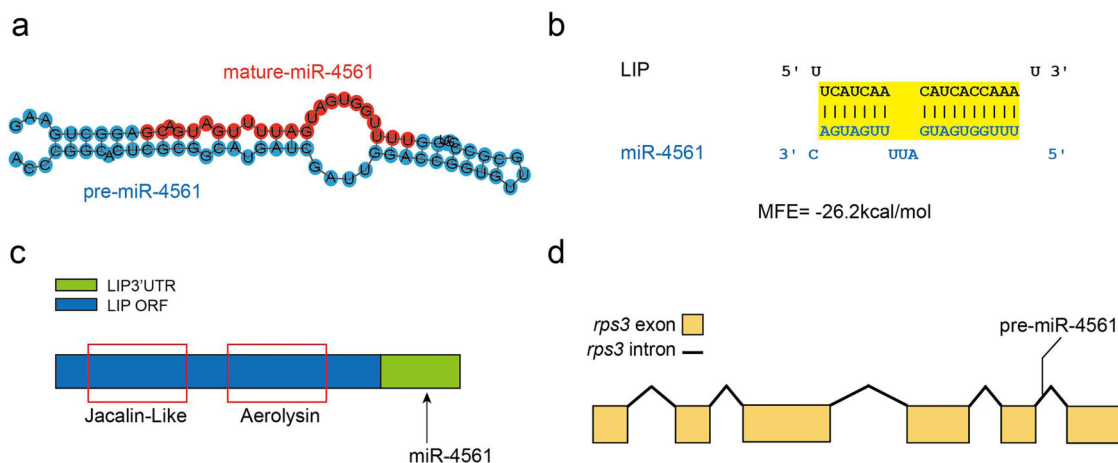 a
mature-miR-4561
pre-miR-4561
b
LIP
5' U U 3'
UCAUCAA CAUCACCAAA
AGUAGUU GUAGUGGUUU
miR-4561 3' C UUA 5'
MFE= -26.2kcal/mol
c
LIP3'UTR
LIP ORF
Jacalin-Like
Aerolysin
miR-4561
d
rps3 exon
rps3 intron
pre-miR-4561